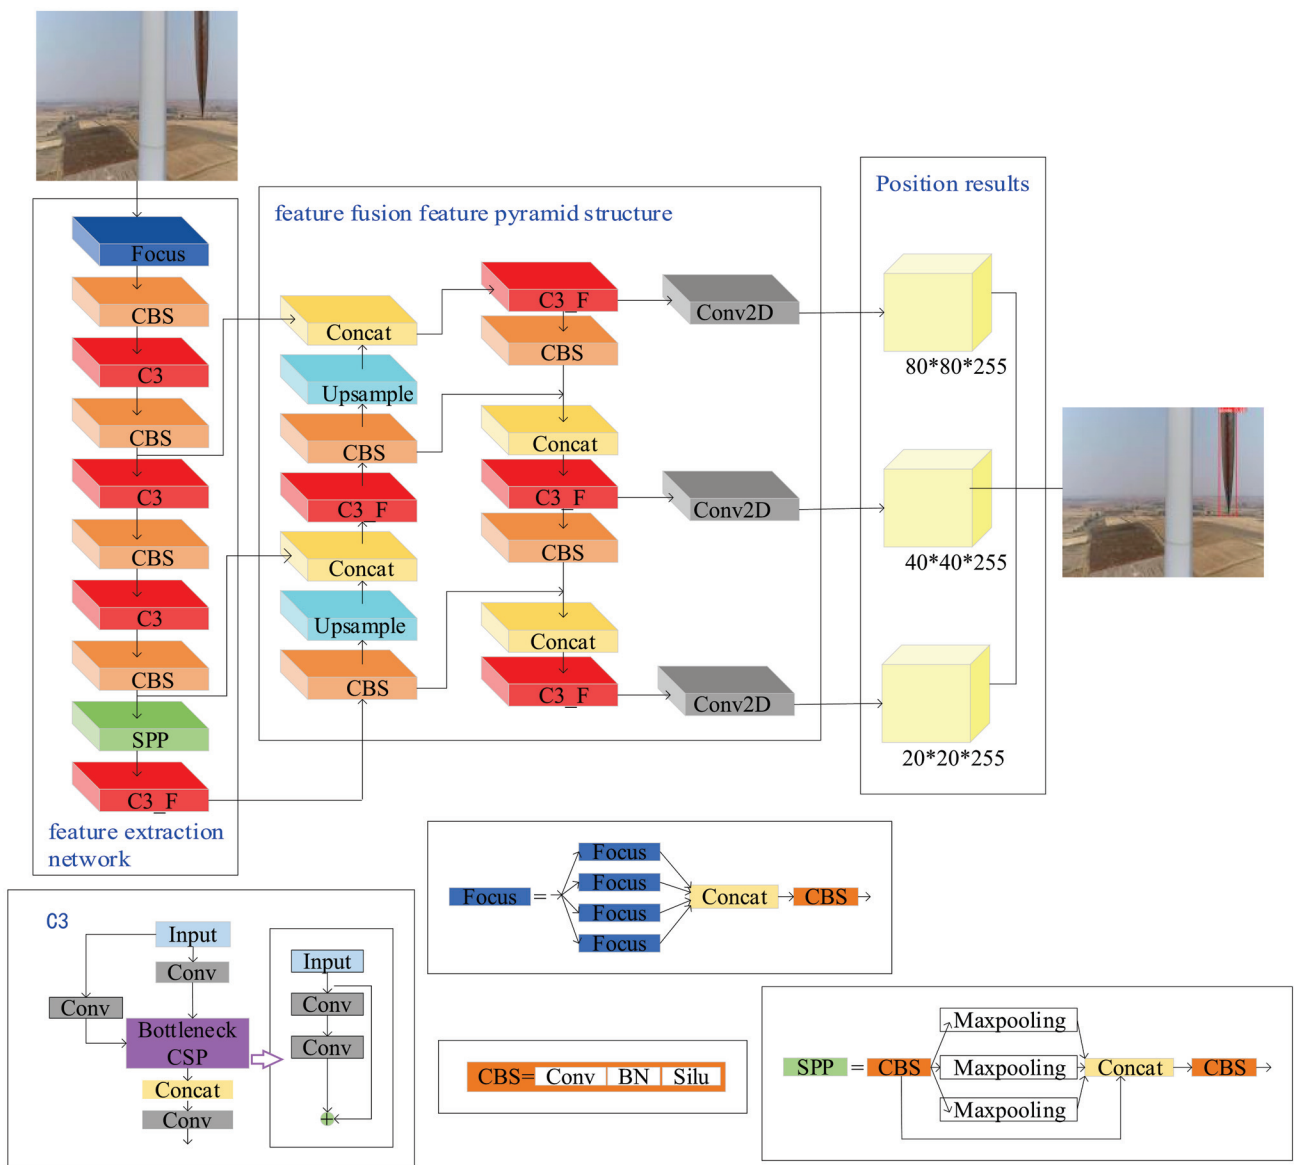 Focus
CBS
C3
CBS
C3
CBS
C3
CBS
SPP
C3_F
feature extraction
network
feature fusion feature pyramid structure
Concat
Upsample
CBS
C3_F
Concat
Upsample
CBS
C3_F
CBS
Concat
C3_F
CBS
Concat
C3_F
Conv2D
Conv2D
Conv2D
Position results
80*80*255
40*40*255
20*20*255
C3
Input
Conv
Conv
Bottleneck
CSP
Concat
Conv
Input
Conv
Conv
+
Focus =
Focus
Focus
Focus
Focus
Concat
CBS
CBS= Conv BN Silu
SPP = CBS
Maxpooling
Maxpooling
Maxpooling
Concat
CBS